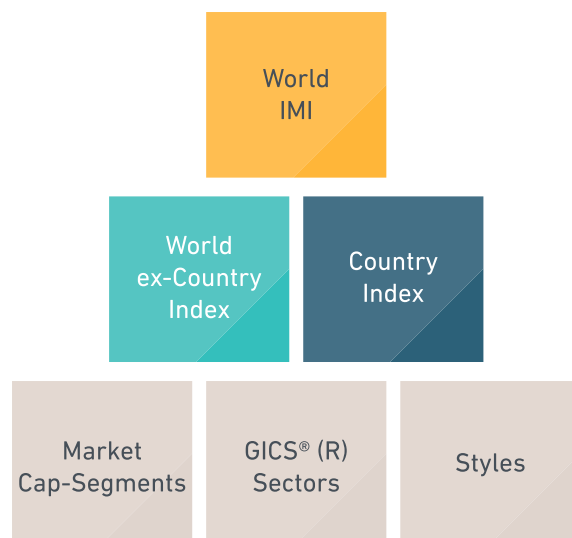 World
IMI
World
ex-Country
Index
Country
Index
Market
Cap-Segments
GICS® (R)
Sectors
Styles